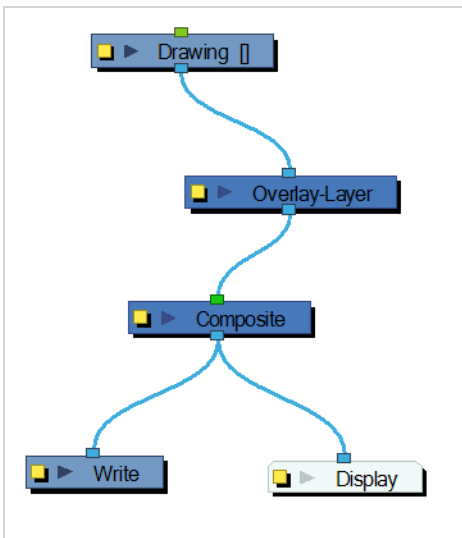 Drawing []
Overlay-Layer
Composite
Write
Display